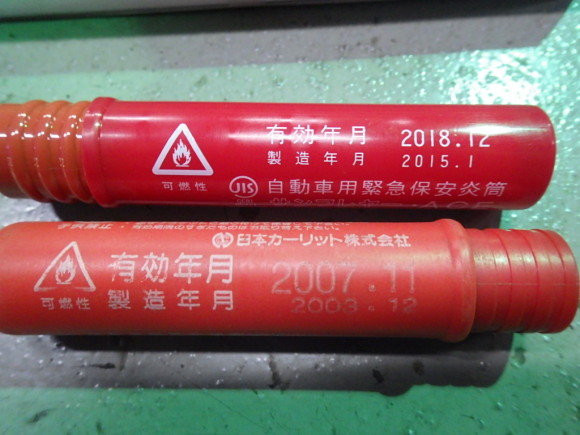 有効年月 2018.12
製造年月 2015.1
可燃性
JIS 自動車用緊急保安炎筒
日本カーリット株式会社
有効年月 2007.11
可燃性 製造年月 2003.12